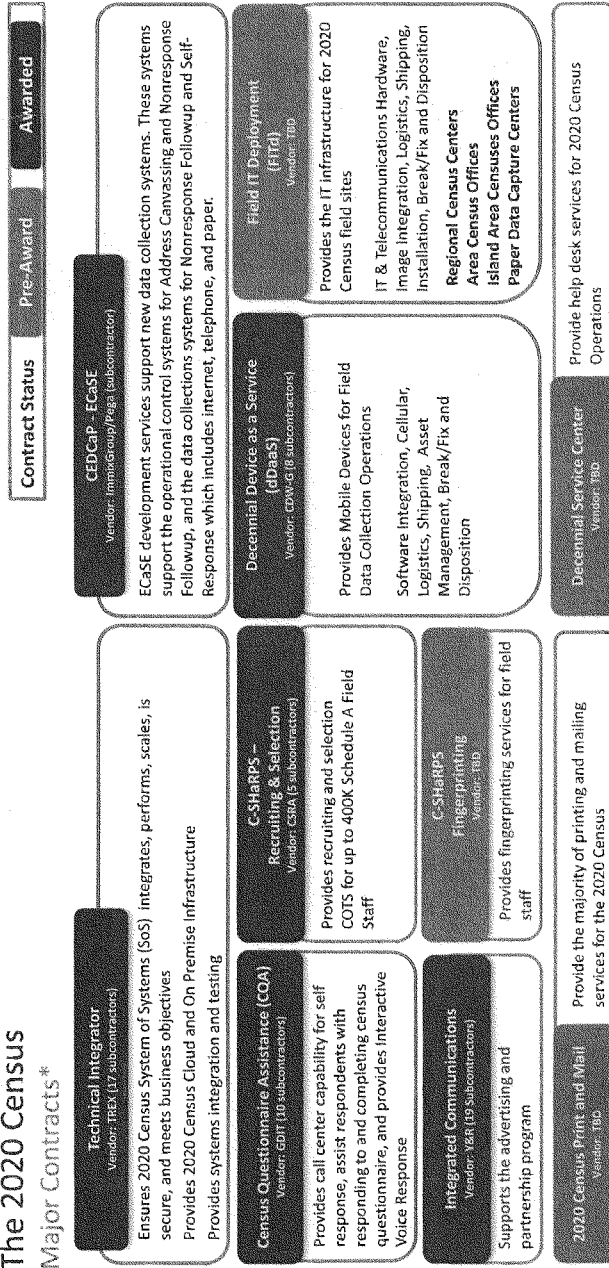 The 2020 Census
Major Contracts*
Contract Status
Pre-Award
Awarded
Technical Integrator
Vendor: TREX (17 subcontractors)
Ensures 2020 Census System of Systems (SoS) integrates, performs, scales, is
secure, and meets business objectives
Provides 2020 Census Cloud and On Premise Infrastructure
Provides systems integration and testing
CEDCaP - ECaSE
Vendor: ImmixGroup/Pega (subcontractor)
ECaSE development services support new data collection systems. These systems
support the operational control systems for Address Canvassing and Nonresponse
Followup, and the data collections systems for Nonresponse Followup and Self-
Response which includes internet, telephone, and paper.
Census Questionnaire Assistance (CQA)
Vendor: GDIT (10 subcontractors)
Provides call center capability for self
response, assist respondents with
responding to and completing census
questionnaire, and provides Interactive
Voice Response
C-SHaRPS –
Recruiting & Selection
Vendor: CSRA (5 subcontractors)
Provides recruiting and selection
COTS for up to 400K Schedule A Field
Staff
Decennial Device as a Service
(dDaaS)
Vendor: CDW-G (8 subcontractors)
Provides Mobile Devices for Field
Data Collection Operations
Software Integration, Cellular,
Logistics, Shipping, Asset
Management, Break/Fix and
Disposition
Field IT Deployment
(FITd)
Vendor: TBD
Provides the IT infrastructure for 2020
Census field sites
IT & Telecommunications Hardware,
Image Integration, Logistics, Shipping,
Installation, Break/Fix and Disposition
Regional Census Centers
Area Census Offices
Island Area Censuses Offices
Paper Data Capture Centers
Integrated Communications
Vendor: Y&R (19 Subcontractors)
Supports the advertising and
partnership program
C-SHaRPS
Fingerprinting
Vendor: TBD
Provides fingerprinting services for field
staff
2020 Census Print and Mail
Vendor: TBD
Provide the majority of printing and mailing
services for the 2020 Census
Decennial Service Center
Vendor: TBD
Provide help desk services for 2020 Census
Operations